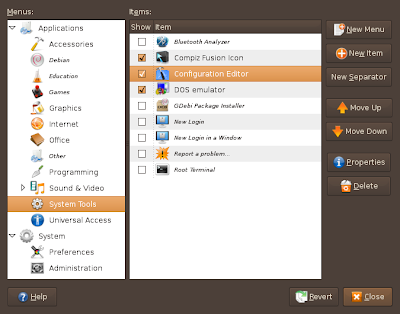 Menus:
Applications
Accessories
Debian
Education
Games
Graphics
Internet
Office
Other
Programming
Sound & Video
System Tools
Universal Access
System
Preferences
Administration
Items:
Show Item
Bluetooth Analyzer
Compiz Fusion Icon
Configuration Editor
DOS emulator
GDebi Package Installer
New Login
New Login in a Window
Report a problem...
Root Terminal
New Menu
New Item
New Separator
Move Up
Move Down
Properties
Delete
Help
Revert
Close